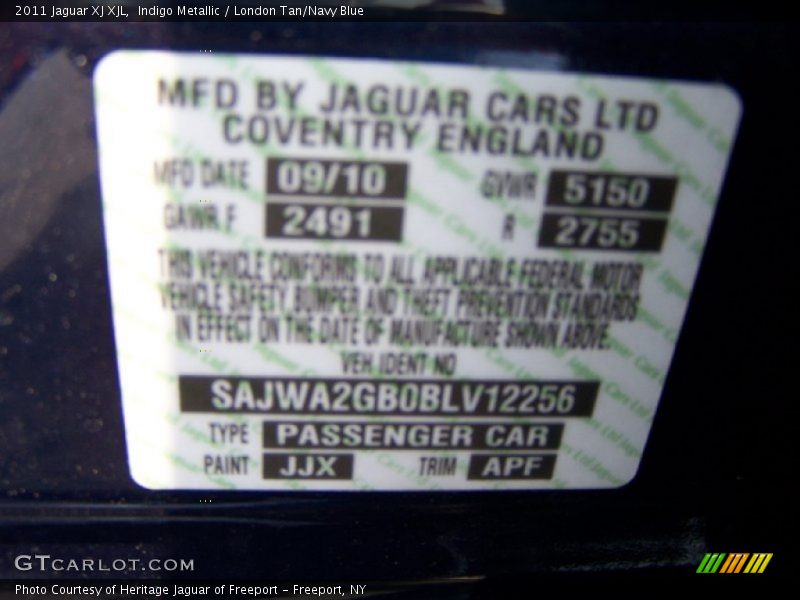 2011 Jaguar XJ XJL, Indigo Metallic / London Tan/Navy Blue
MFD BY JAGUAR CARS LTD
COVENTRY ENGLAND
MFD DATE 09/10 GVWR 5150
GAWR F 2491 R 2755
THIS VEHICLE CONFORMS TO ALL APPLICABLE FEDERAL MOTOR
VEHICLE SAFETY, BUMPER AND THEFT PREVENTION STANDARDS
IN EFFECT ON THE DATE OF MANUFACTURE SHOWN ABOVE.
VEH IDENT NO
SAJWA2GB0BLV12256
TYPE PASSENGER CAR
PAINT JJX TRIM APF
GTCARLOT.COM
Photo Courtesy of Heritage Jaguar of Freeport - Freeport, NY